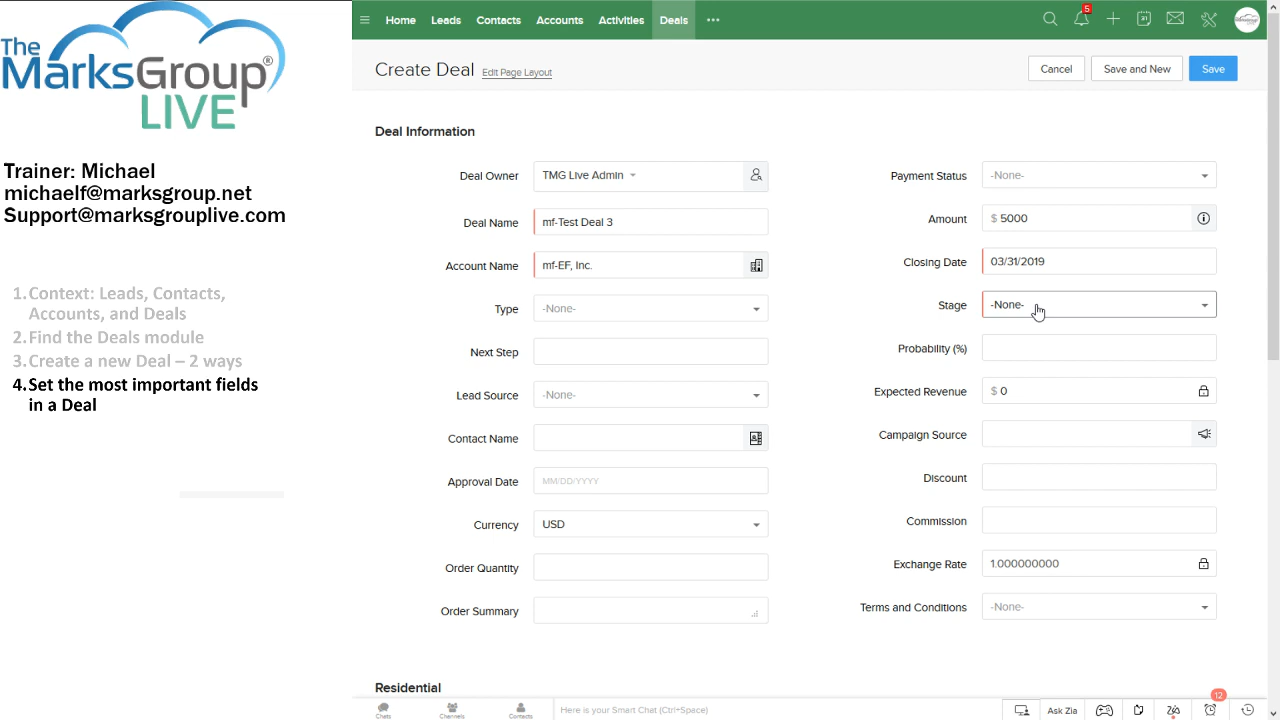 The
MarksGroup®
LIVE
Trainer: Michael
michaelf@marksgroup.net
Support@marksgrouplive.com
1. Context: Leads, Contacts,
Accounts, and Deals
2. Find the Deals module
3. Create a new Deal – 2 ways
4. Set the most important fields
in a Deal
Home Leads Contacts Accounts Activities Deals ••• 5 31
Create Deal Edit Page Layout Cancel Save and New Save
Deal Information
Deal Owner TMG Live Admin
Deal Name mf-Test Deal 3
Account Name mf-EF, Inc.
Type -None-
Next Step
Lead Source -None-
Contact Name
Approval Date MM/DD/YYYY
Currency USD
Order Quantity
Order Summary
Payment Status -None-
Amount $ 5000
Closing Date 03/31/2019
Stage -None-
Probability (%)
Expected Revenue $ 0
Campaign Source
Discount
Commission
Exchange Rate 1.000000000
Terms and Conditions -None-
Residential
Chats Channels Contacts Here is your Smart Chat (Ctrl+Space) Ask Zia 12